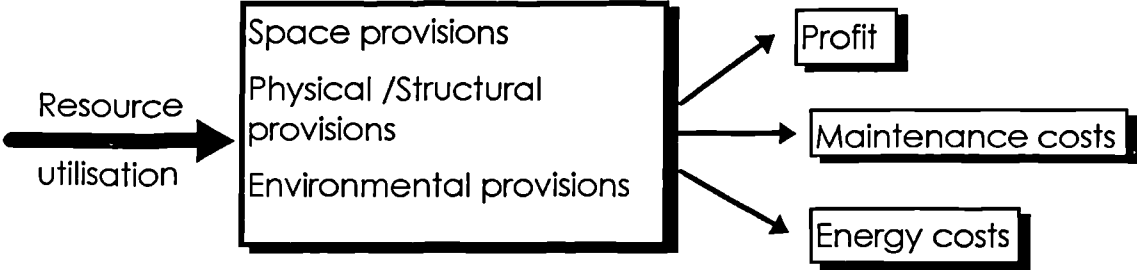 Resource
utilisation
Space provisions
Physical /Structural
provisions
Environmental provisions
Profit
Maintenance costs
Energy costs